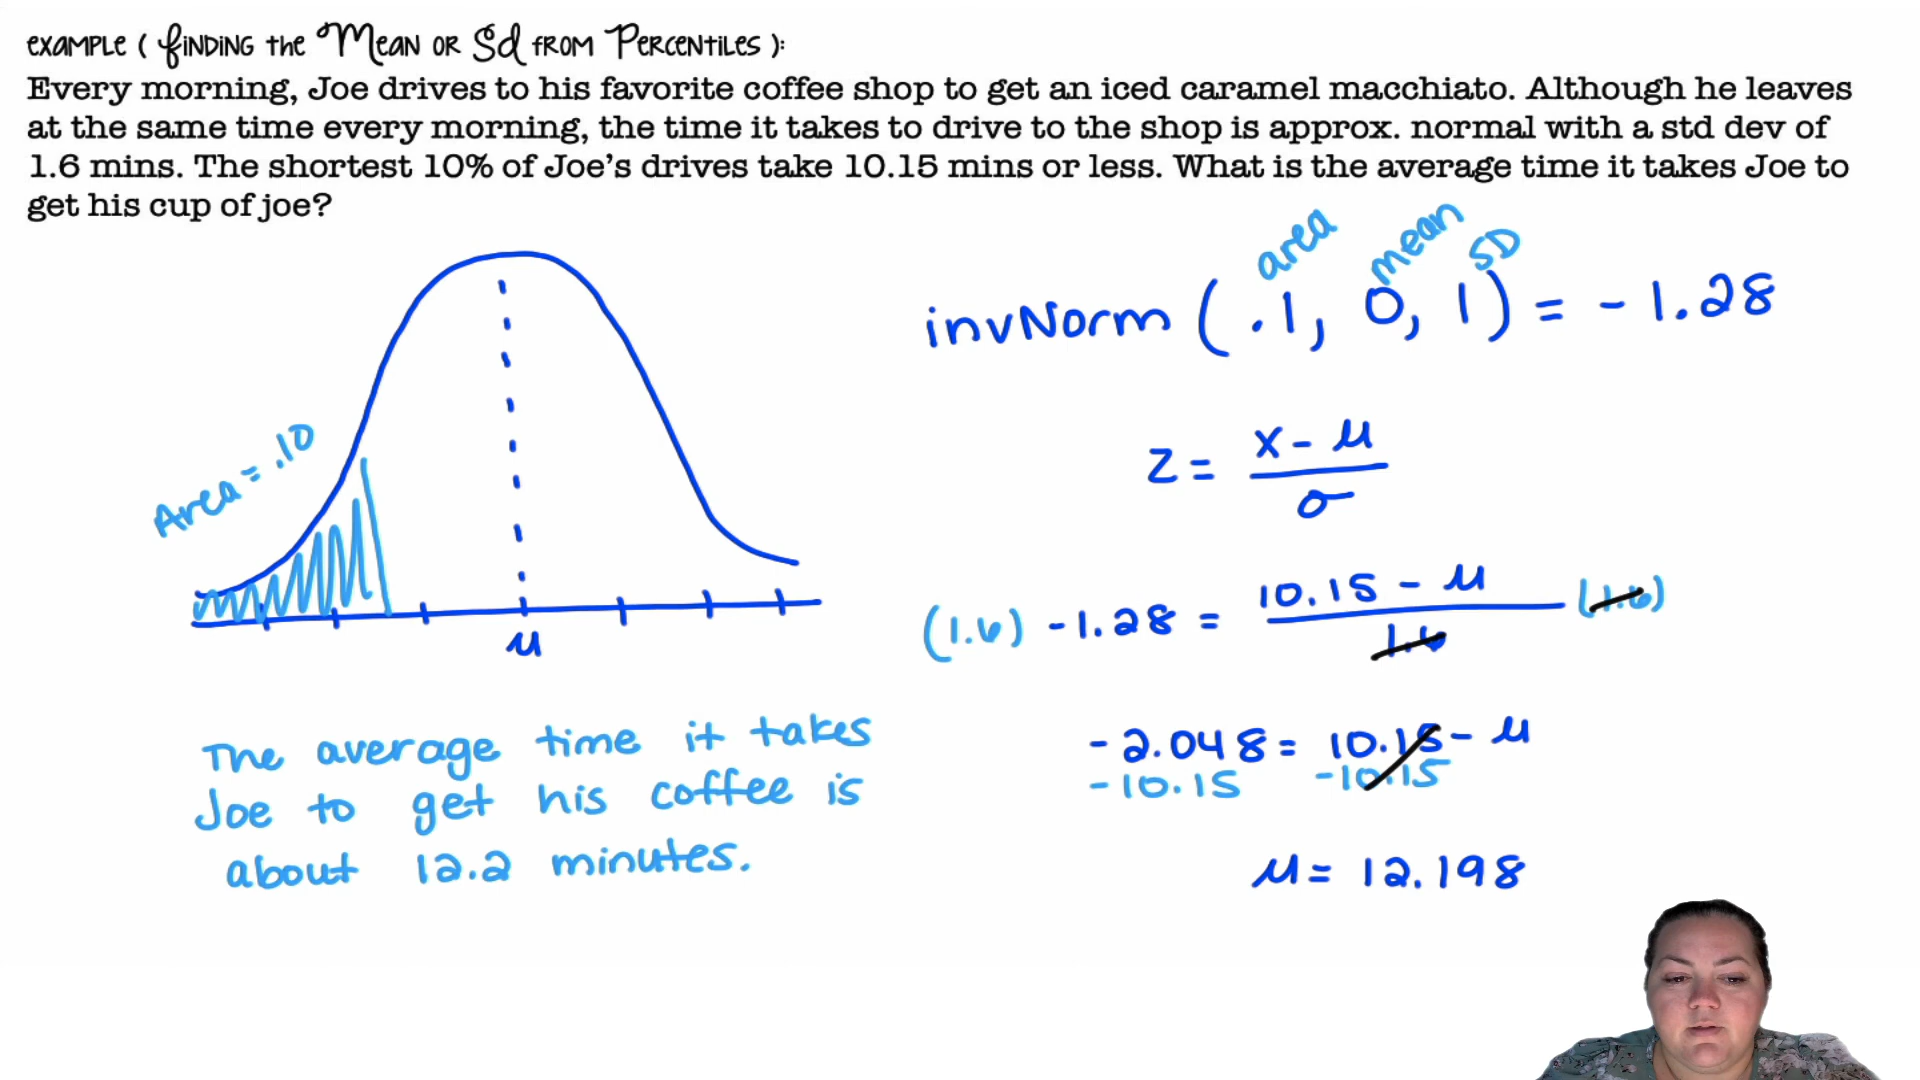 example ( Finding the Mean or Sd from Percentiles ):
Every morning, Joe drives to his favorite coffee shop to get an iced caramel macchiato. Although he leaves
at the same time every morning, the time it takes to drive to the shop is approx. normal with a std dev of
1.6 mins. The shortest 10% of Joe's drives take 10.15 mins or less. What is the average time it takes Joe to
get his cup of joe?
area mean SD
invNorm ( .1, 0, 1 ) = -1.28
Area = .10
z = x - μ
σ
(1.6) -1.28 = 10.15 - μ (1.6)
1.6
μ
-2.048 = 10.15 - μ
-10.15 -10.15
μ = 12.198
The average time it takes
Joe to get his coffee is
about 12.2 minutes.